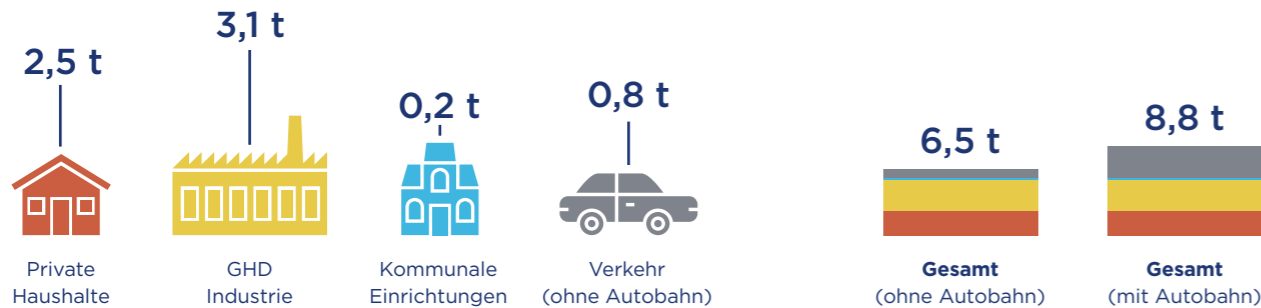 2,5 t
3,1 t
0,2 t
0,8 t
6,5 t
8,8 t
Private
Haushalte
GHD
Industrie
Kommunale
Einrichtungen
Verkehr
(ohne Autobahn)
Gesamt
(ohne Autobahn)
Gesamt
(mit Autobahn)